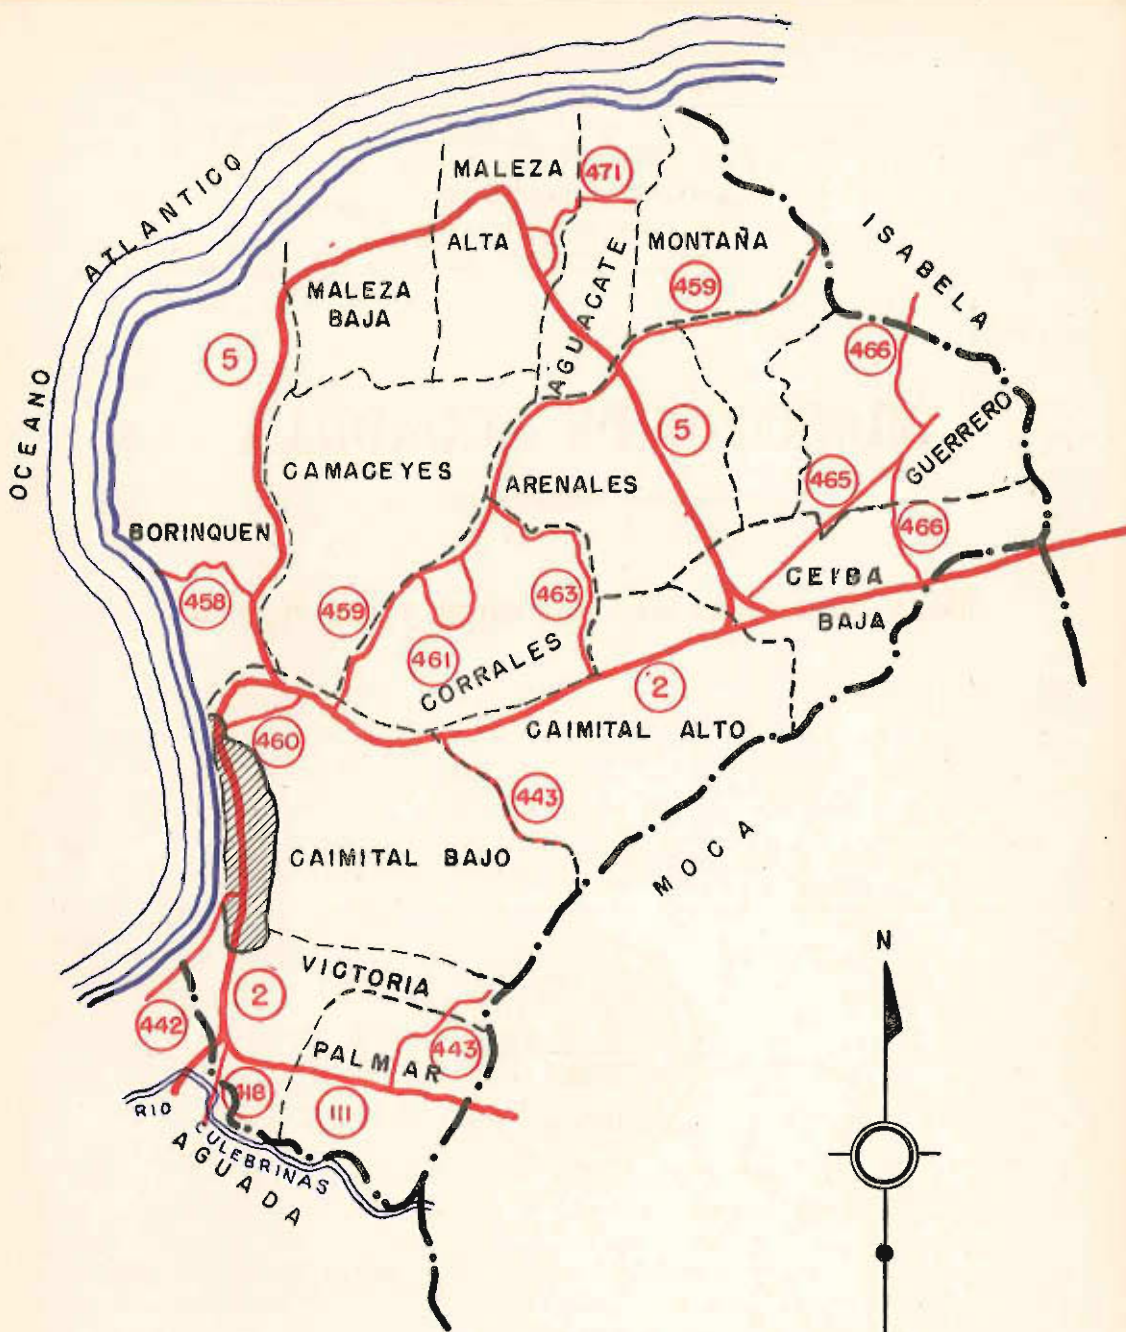 OCEANO ATLANTICO
MALEZA
ALTA
471
AGUACATE
MONTAÑA
459
ISABELA
MALEZA
BAJA
5
466
5
GUERRERO
CAMACEYES
ARENALES
465
466
BORINQUEN
458
459
463
CEIBA
BAJA
461
CORRALES
2
460
CAIMITAL ALTO
443
CAIMITAL BAJO
MOCA
N
VICTORIA
2
442
PALMAR
443
418
111
RIO CULEBRINAS
AGUADA